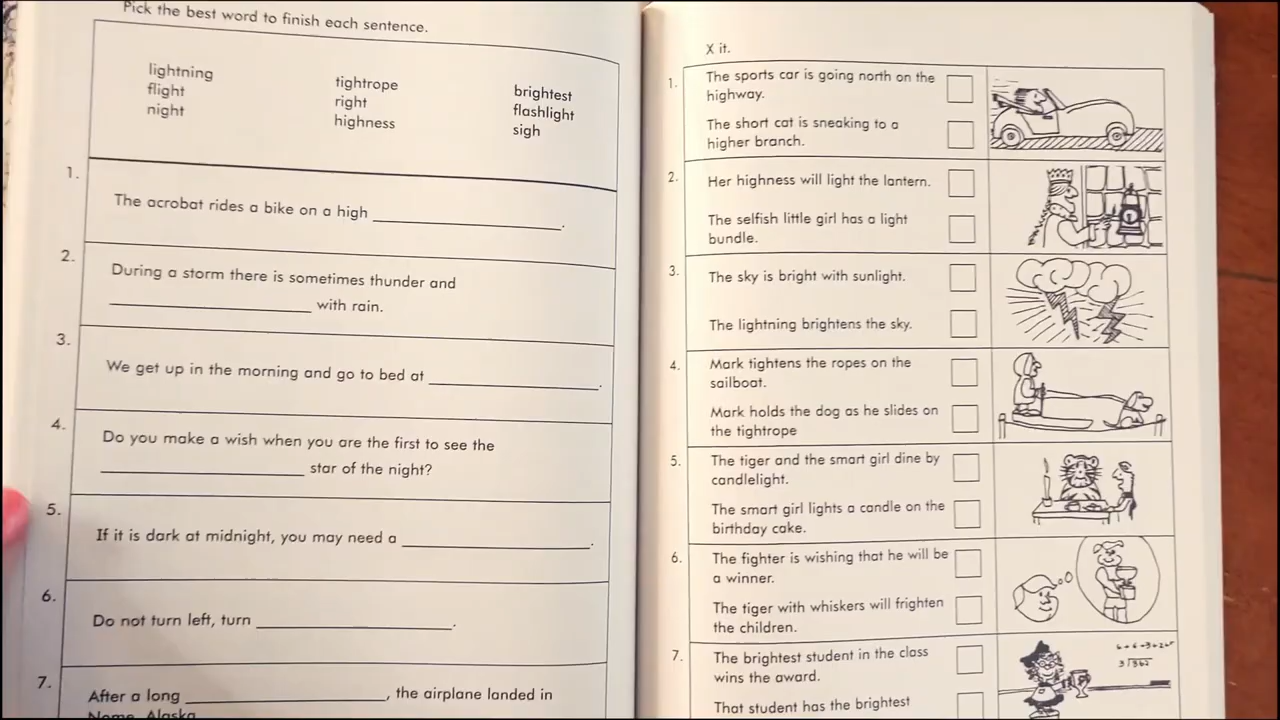 Pick the best word to finish each sentence.
lightning
flight
night
tightrope
right
highness
brightest
flashlight
sigh
1.
The acrobat rides a bike on a high ____________.
2.
During a storm there is sometimes thunder and
____________ with rain.
3.
We get up in the morning and go to bed at ____________.
4.
Do you make a wish when you are the first to see the
____________ star of the night?
5.
If it is dark at midnight, you may need a ____________.
6.
Do not turn left, turn ____________.
7.
After a long ____________, the airplane landed in
Nome, Alaska
X it.
1.
The sports car is going north on the
highway.
The short cat is sneaking to a
higher branch.
2.
Her highness will light the lantern.
The selfish little girl has a light
bundle.
3.
The sky is bright with sunlight.
The lightning brightens the sky.
4.
Mark tightens the ropes on the
sailboat.
Mark holds the dog as he slides on
the tightrope
5.
The tiger and the smart girl dine by
candlelight.
The smart girl lights a candle on the
birthday cake.
6.
The fighter is wishing that he will be
a winner.
The tiger with whiskers will frighten
the children.
7.
The brightest student in the class
wins the award.
That student has the brightest